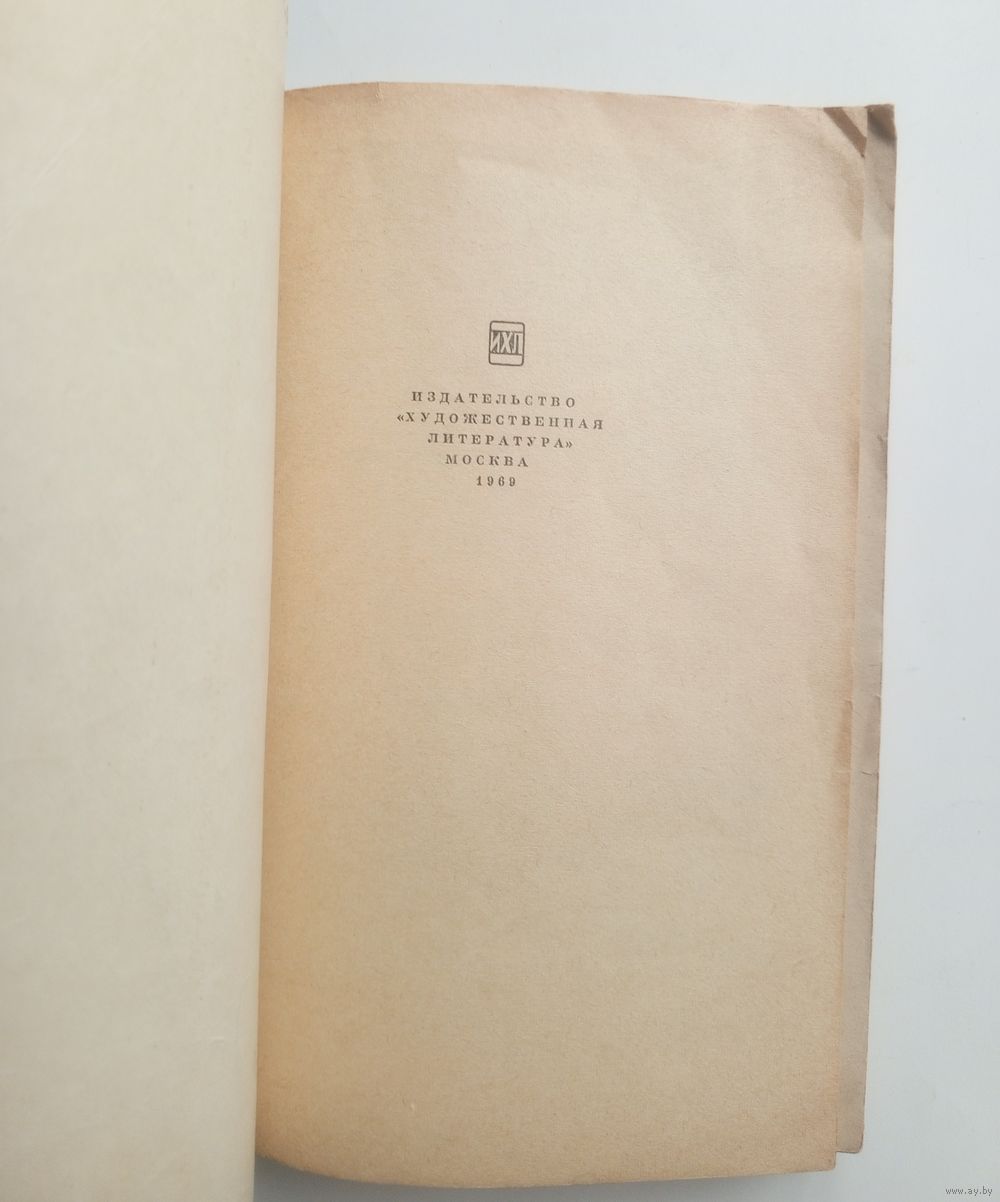 ИХЛ
ИЗДАТЕЛЬСТВО
«ХУДОЖЕСТВЕННАЯ
ЛИТЕРАТУРА»
МОСКВА
1969
www.ay.by